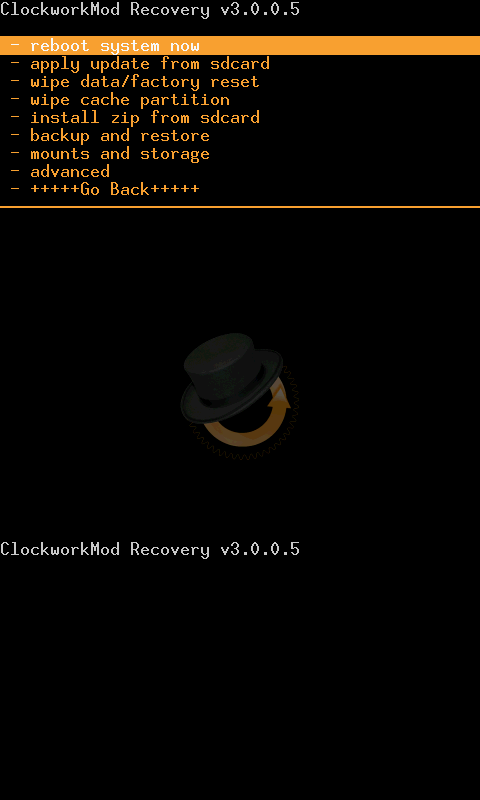 ClockworkMod Recovery v3.0.0.5
- reboot system now
- apply update from sdcard
- wipe data/factory reset
- wipe cache partition
- install zip from sdcard
- backup and restore
- mounts and storage
- advanced
- +++++Go Back+++++
ClockworkMod Recovery v3.0.0.5